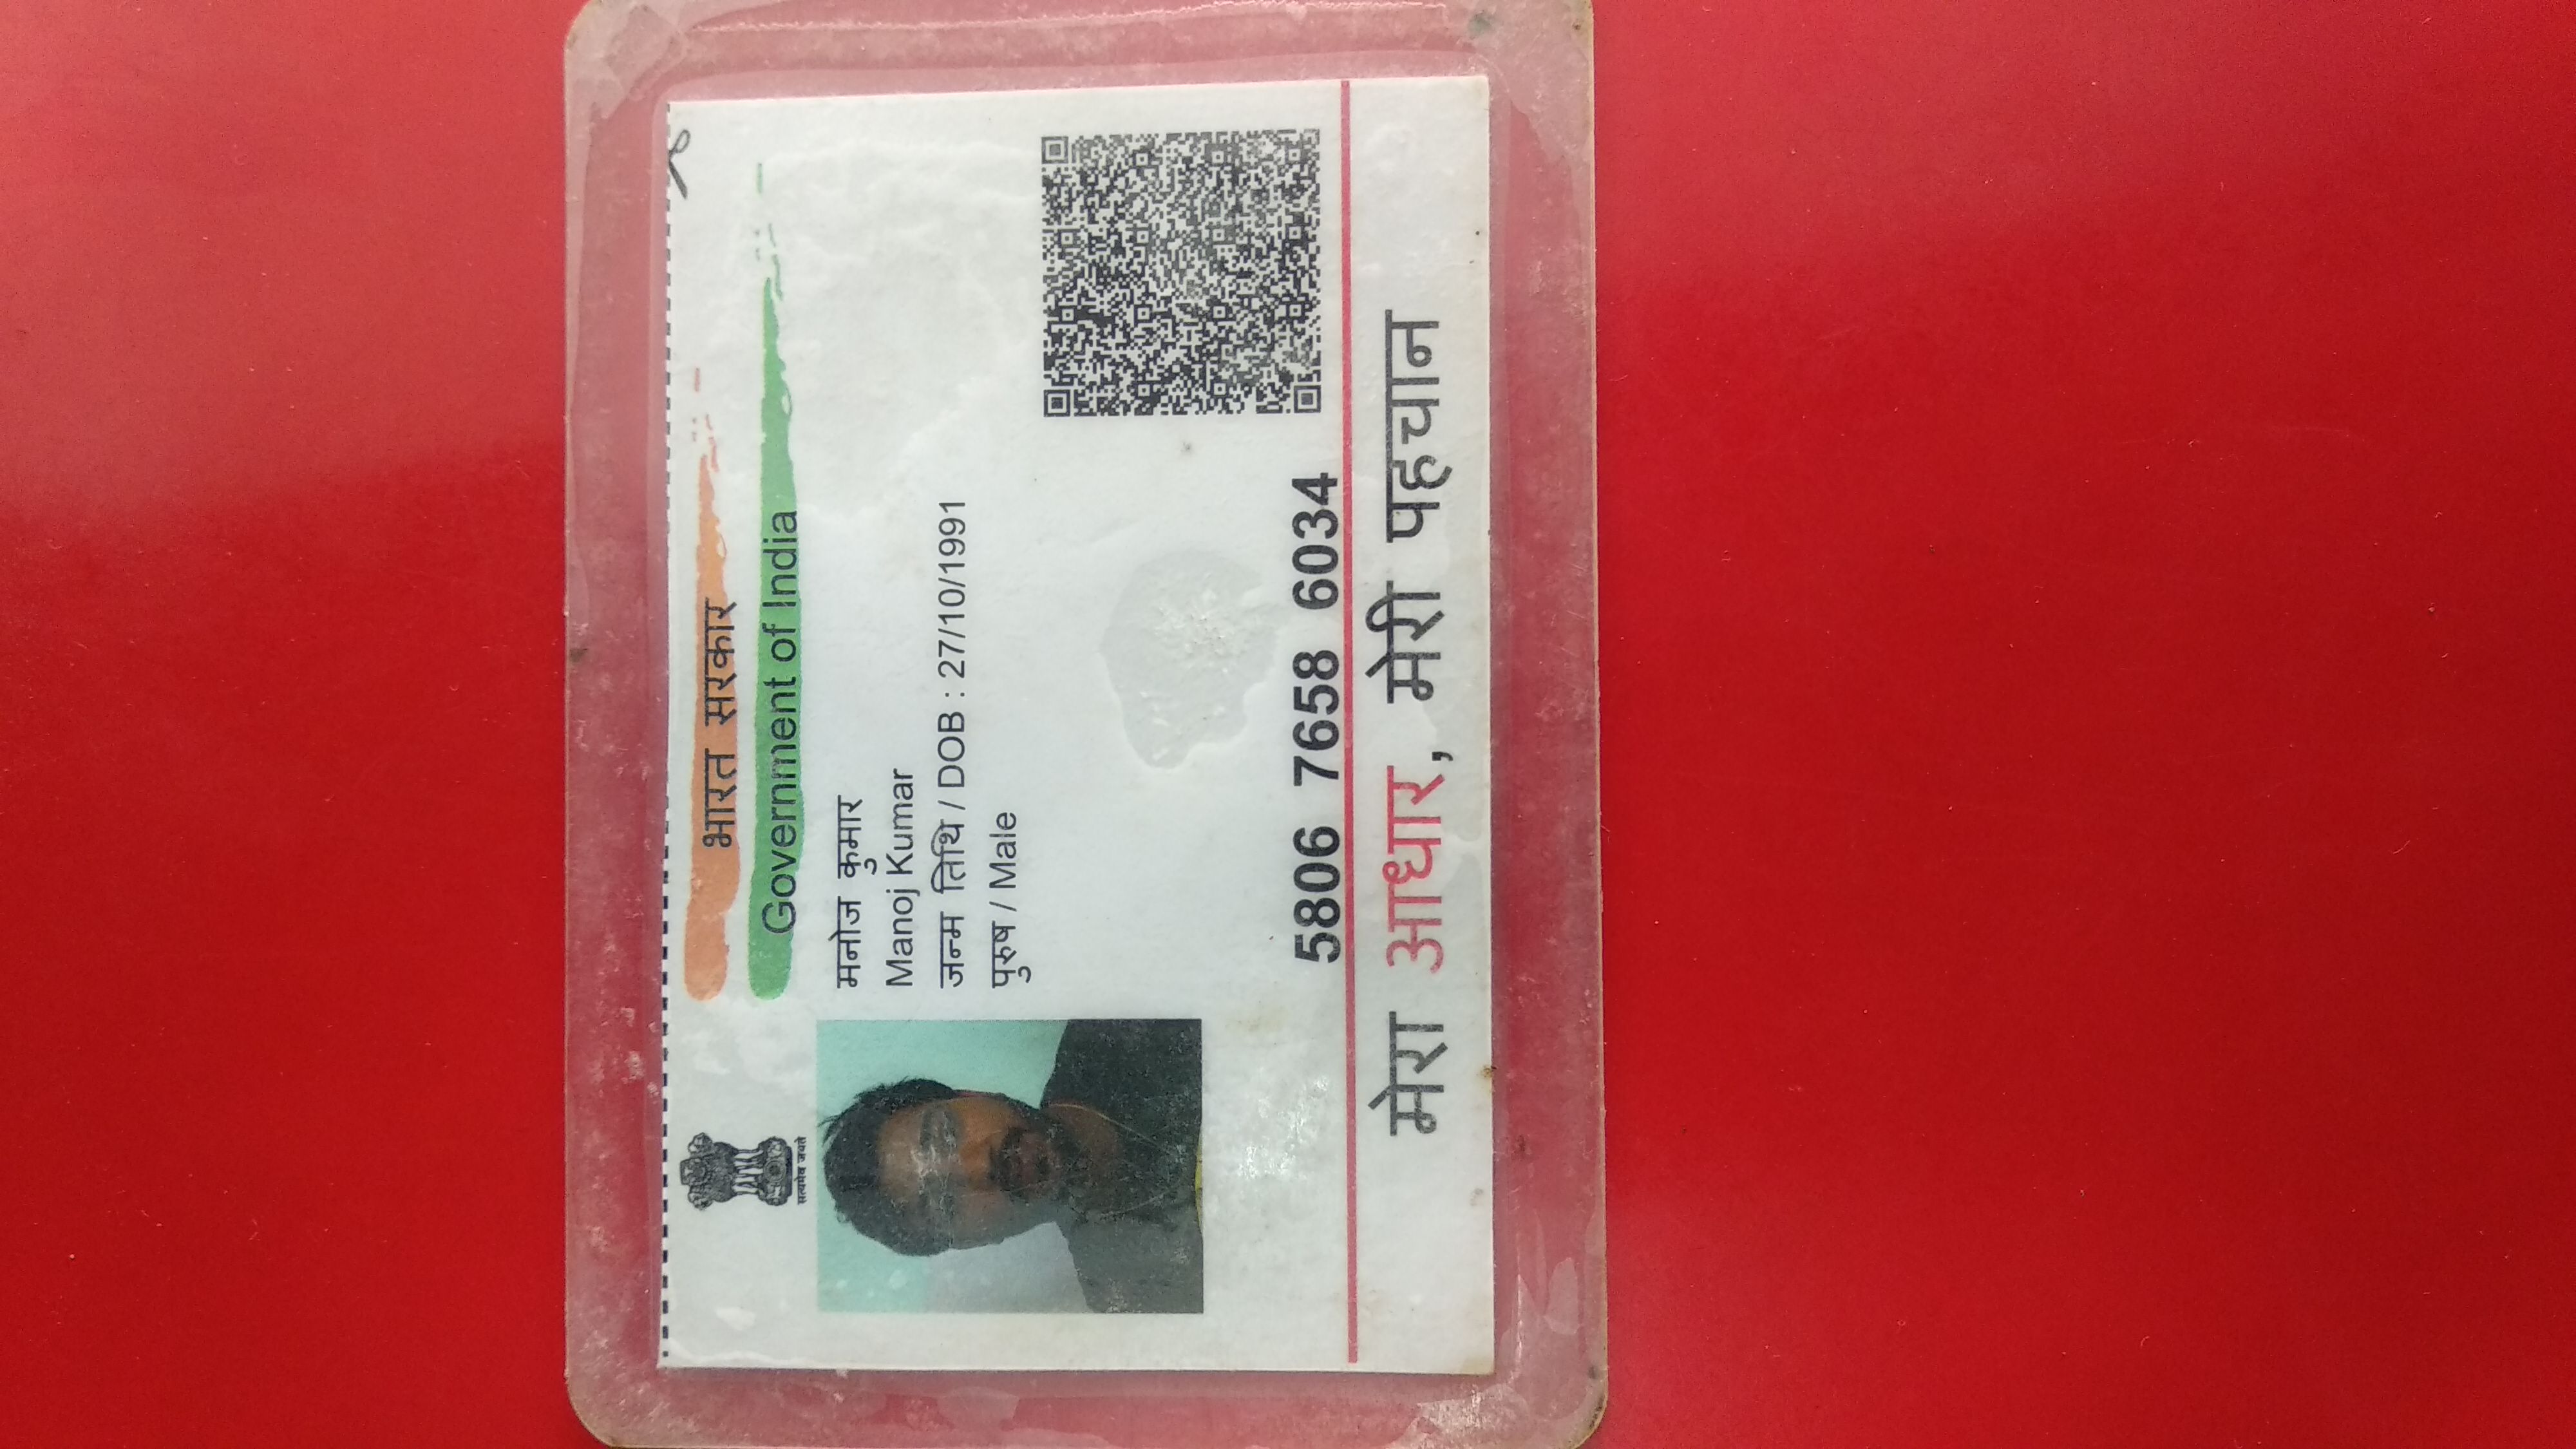 भारत सरकार
Government of India
सत्यमेव जयते
मनोज कुमार
Manoj Kumar
जन्म तिथि / DOB : 27/10/1991
पुरुष / Male
5806 7658 6034
मेरा आधार, मेरी पहचान